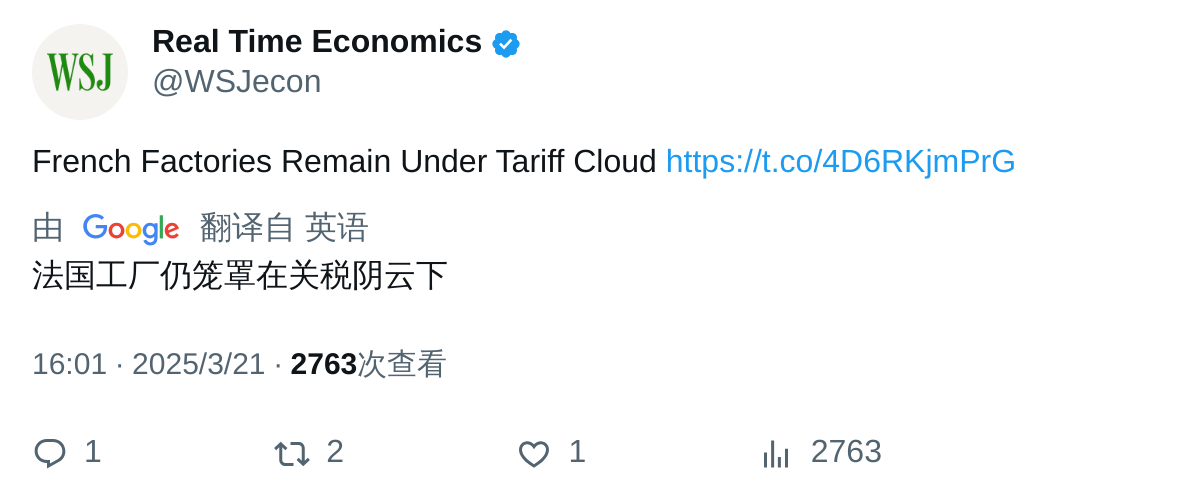 WSJ
Real Time Economics
@WSJecon
French Factories Remain Under Tariff Cloud https://t.co/4D6RKjmPrG
由 Google 翻译自 英语
法国工厂仍笼罩在关税阴云下
16:01 · 2025/3/21 · 2763次查看
1 2 1 2763